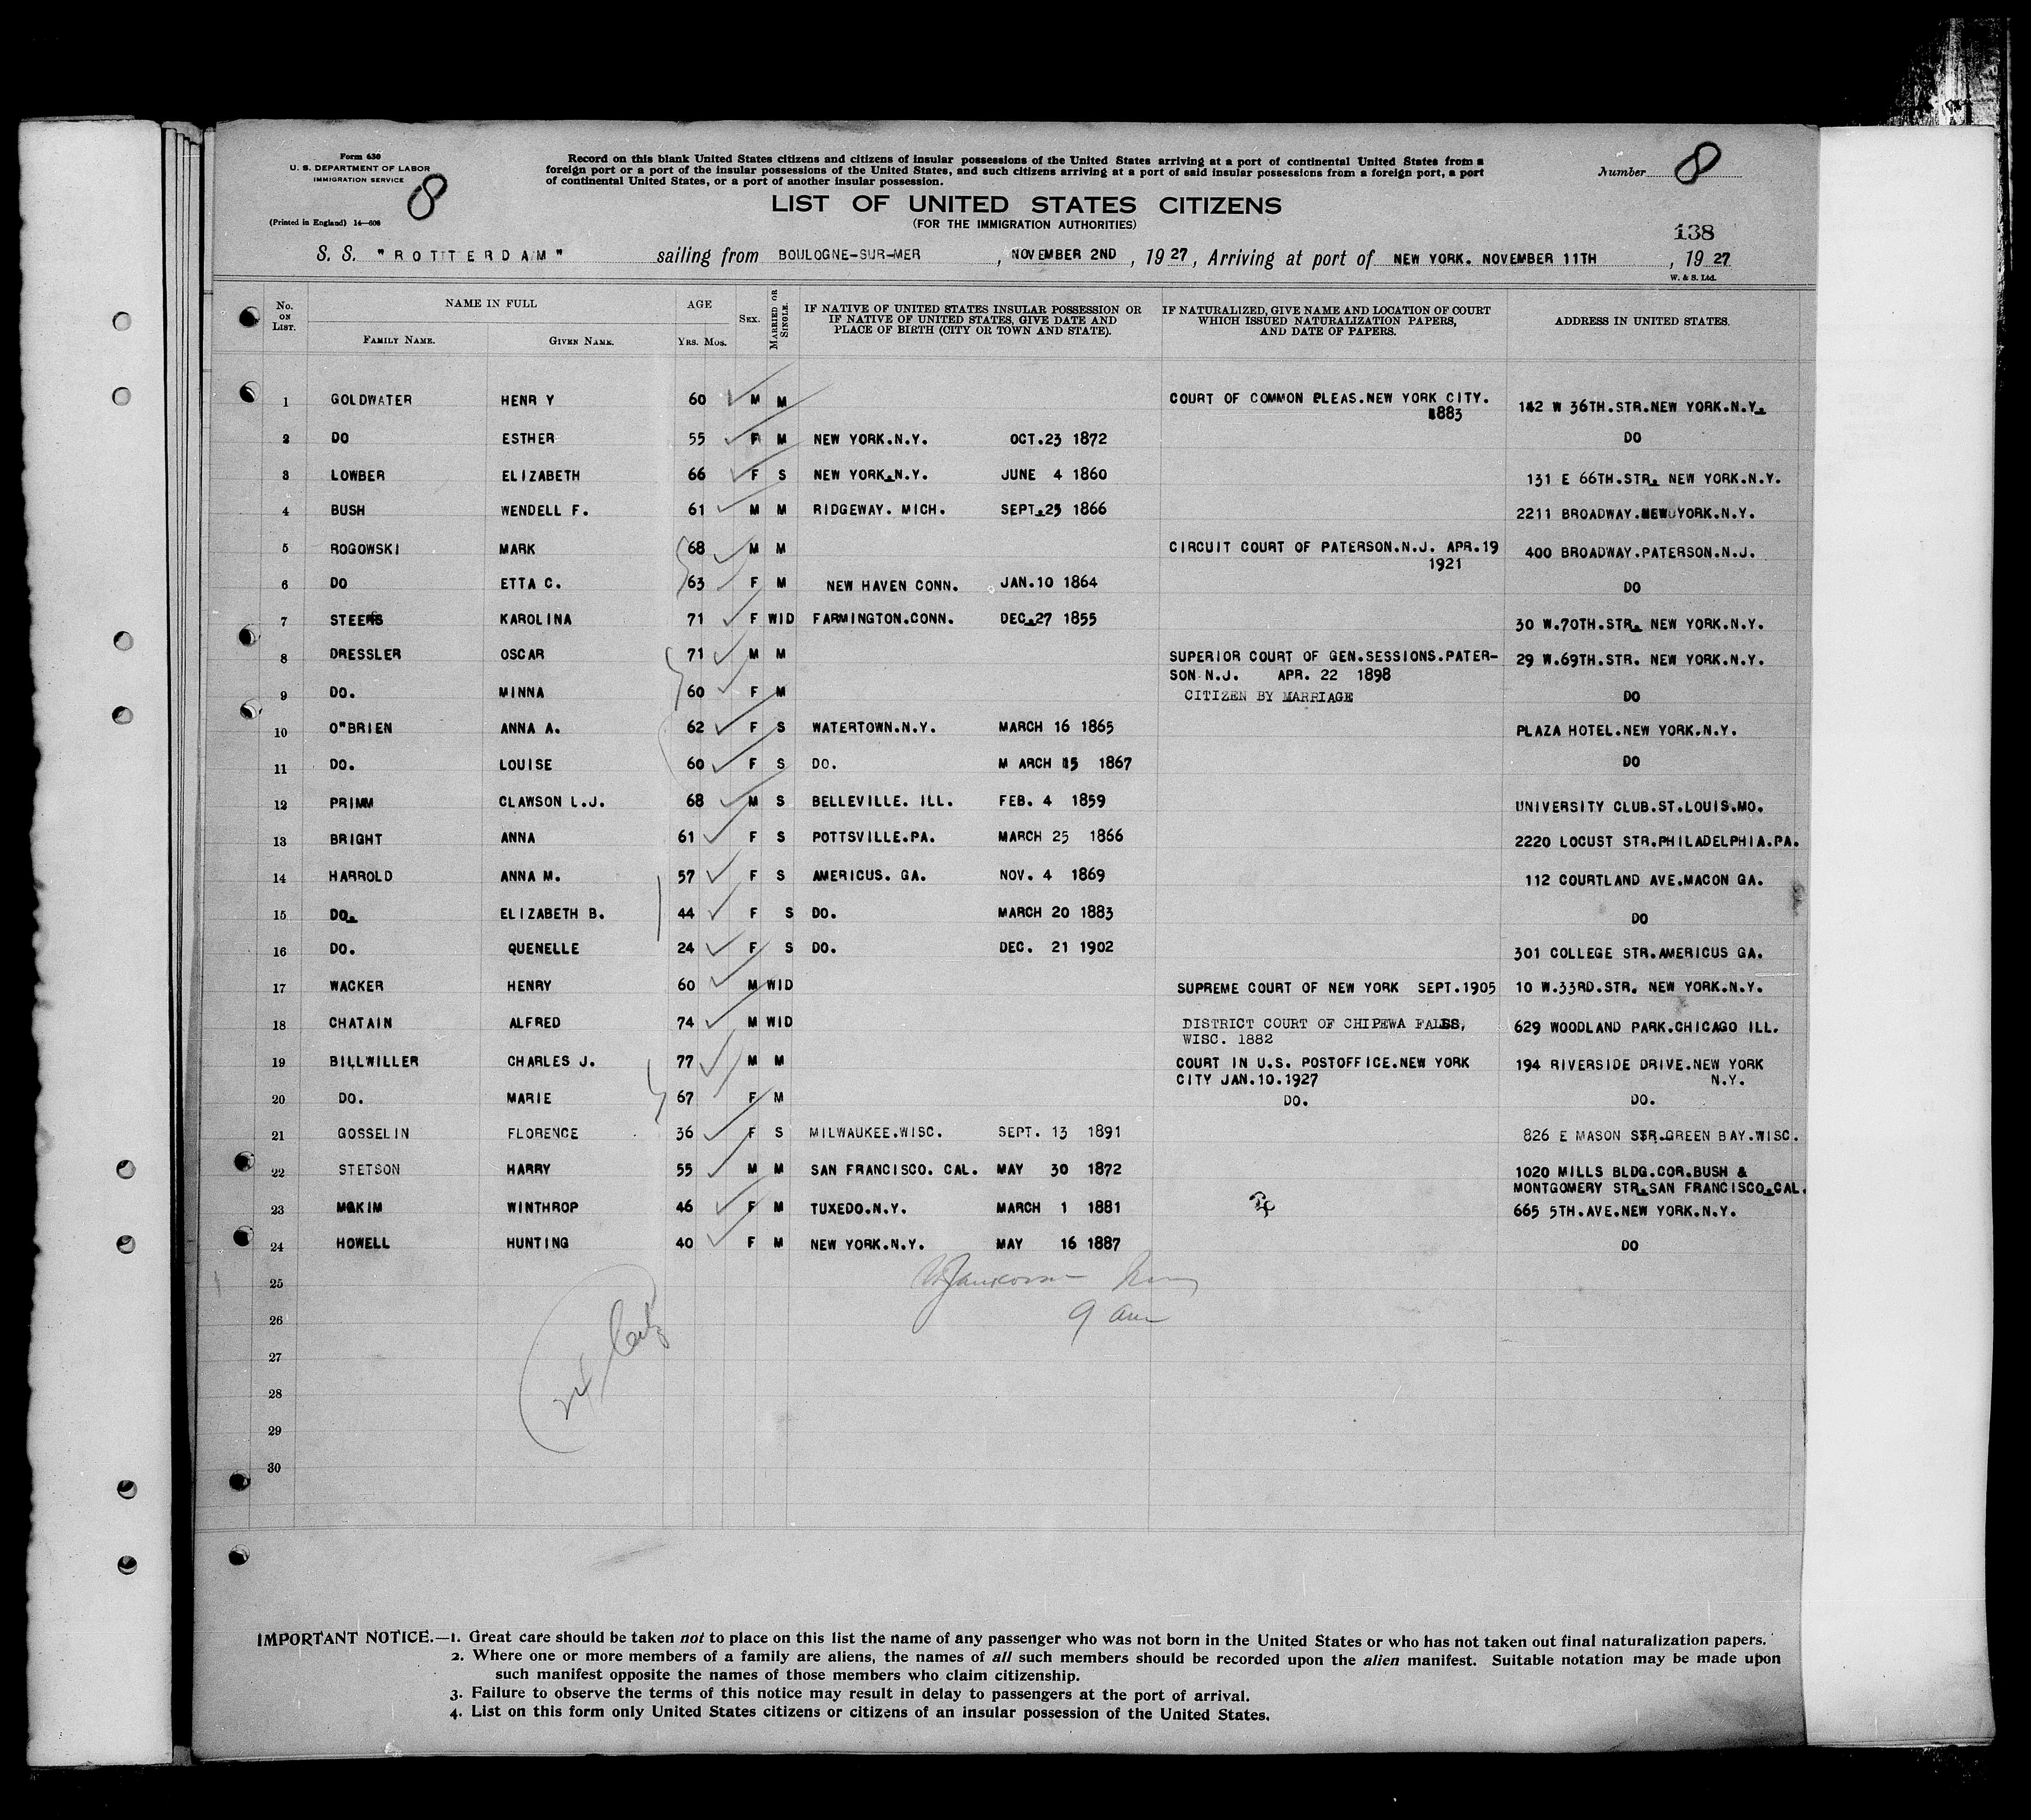 Form 630
U. S. DEPARTMENT OF LABOR
IMMIGRATION SERVICE
8
(Printed in England) 14—608
Record on this blank United States citizens and citizens of insular possessions of the United States arriving at a port of continental United States from a
foreign port or a port of the insular possessions of the United States, and such citizens arriving at a port of said insular possessions from a foreign port, a port
of continental United States, or a port of another insular possession.
Number 8
LIST OF UNITED STATES CITIZENS
(FOR THE IMMIGRATION AUTHORITIES)
138
S. S. "ROTTERDAM" sailing from BOULOGNE-SUR-MER, NOVEMBER 2ND, 1927, Arriving at port of NEW YORK. NOVEMBER 11TH, 1927
W. & S. Ltd.
No. ON LIST. NAME IN FULL FAMILY NAME. GIVEN NAME. AGE YRS. MOS. SEX. MARRIED OR SINGLE. IF NATIVE OF UNITED STATES INSULAR POSSESSION OR IF NATIVE OF UNITED STATES, GIVE DATE AND PLACE OF BIRTH (CITY OR TOWN AND STATE). IF NATURALIZED, GIVE NAME AND LOCATION OF COURT WHICH ISSUED NATURALIZATION PAPERS, AND DATE OF PAPERS. ADDRESS IN UNITED STATES.
1 GOLDWATER HENRY 60 M M COURT OF COMMON PLEAS.NEW YORK CITY. 1883 142 W 36TH.STR.NEW YORK.N.Y.
2 DO ESTHER 55 F M NEW YORK.N.Y. OCT.23 1872 DO
3 LOWBER ELIZABETH 66 F S NEW YORK.N.Y. JUNE 4 1860 131 E 66TH.STR. NEW YORK.N.Y.
4 BUSH WENDELL F. 61 M M RIDGEWAY. MICH. SEPT.25 1866 2211 BROADWAY.NEW YORK.N.Y.
5 ROGOWSKI MARK 68 M M CIRCUIT COURT OF PATERSON.N.J. APR.19 1921 400 BROADWAY.PATERSON.N.J.
6 DO ETTA C. 63 F M NEW HAVEN CONN. JAN.10 1864 DO
7 KAROLINA 71 F WID FARMINGTON.CONN. DEC.27 1855 30 W.70TH.STR. NEW YORK.N.Y.
8 DRESSLER OSCAR 71 M M SUPERIOR COURT OF GEN.SESSIONS.PATER-
SON N.J. APR. 22 1898 29 W.69TH.STR. NEW YORK.N.Y.
9 DO. MINNA 60 F M CITIZEN BY MARRIAGE DO
10 O"BRIEN ANNA A. 62 F S WATERTOWN.N.Y. MARCH 16 1865 PLAZA HOTEL.NEW YORK.N.Y.
11 DO. LOUISE 60 F S DO. M ARCH 15 1867 DO
12 PRIMM CLAWSON L.J. 68 M S BELLEVILLE. ILL. FEB. 4 1859 UNIVERSITY CLUB.ST.LOUIS.MO.
13 BRIGHT ANNA 61 F S POTTSVILLE.PA. MARCH 25 1866 2220 LOCUST STR.PHILADELPHIA.PA.
14 HARROLD ANNA M. 57 F S AMERICUS. GA. NOV. 4 1869 112 COURTLAND AVE.MACON GA.
15 DO. ELIZABETH B. 44 F S DO. MARCH 20 1883 DO
16 DO. QUENELLE 24 F S DO. DEC. 21 1902 301 COLLEGE STR.AMERICUS GA.
17 WACKER HENRY 60 M WID SUPREME COURT OF NEW YORK SEPT.1905 10 W.33RD.STR. NEW YORK.N.Y.
18 CHATAIN ALFRED 74 M WID DISTRICT COURT OF CHIPEWA FALLS,
WISC. 1882 629 WOODLAND PARK.CHICAGO ILL.
19 BILLWILLER CHARLES J. 77 M M COURT IN U.S. POSTOFFICE.NEW YORK
CITY JAN.10.1927 194 RIVERSIDE DRIVE.NEW YORK
N.Y.
20 DO. MARIE 67 F M DO. DO.
21 GOSSELIN FLORENCE 36 F S MILWAUKEE.WISC. SEPT. 13 1891 826 E MASON STR.GREEN BAY.WISC.
22 STETSON HARRY 55 M M SAN FRANCISCO. CAL. MAY 30 1872 1020 MILLS BLDG.COR.BUSH &
MONTGOMERY STR.SAN FRANCISCO.CAL.
23 MCKIM WINTHROP 46 F M TUXEDO.N.Y. MARCH 1 1881 665 5TH.AVE.NEW YORK.N.Y.
24 HOWELL HUNTING 40 F M NEW YORK.N.Y. MAY 16 1887 DO
25
26
9 am
27
28
29
30
IMPORTANT NOTICE.—1. Great care should be taken not to place on this list the name of any passenger who was not born in the United States or who has not taken out final naturalization papers.
2. Where one or more members of a family are aliens, the names of all such members should be recorded upon the alien manifest. Suitable notation may be made upon
such manifest opposite the names of those members who claim citizenship.
3. Failure to observe the terms of this notice may result in delay to passengers at the port of arrival.
4. List on this form only United States citizens or citizens of an insular possession of the United States.